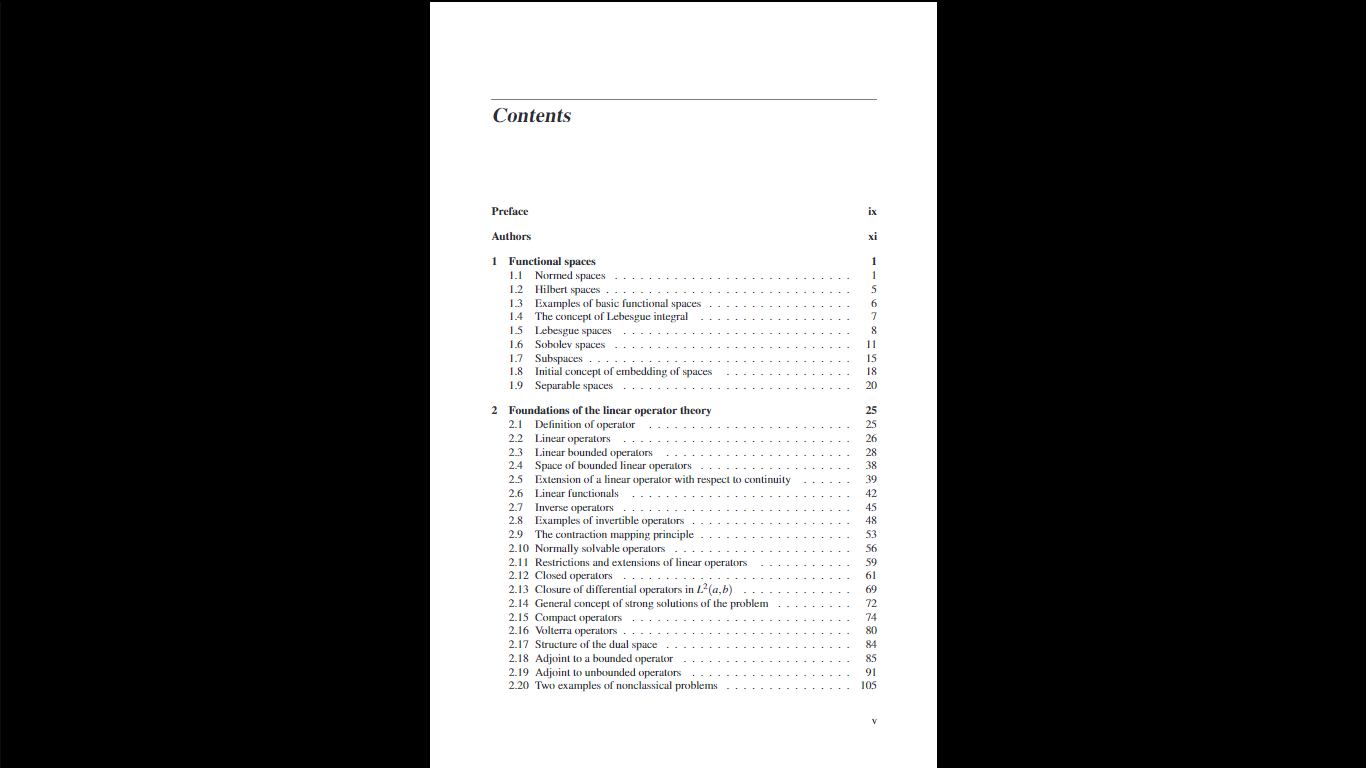 Contents
Preface ix
Authors xi
1 Functional spaces 1
1.1 Normed spaces . . . . . . . . . . . . . . . . . . . . . . . . . . . . 1
1.2 Hilbert spaces . . . . . . . . . . . . . . . . . . . . . . . . . . . . . 5
1.3 Examples of basic functional spaces . . . . . . . . . . . . . . . . . 6
1.4 The concept of Lebesgue integral . . . . . . . . . . . . . . . . . . 7
1.5 Lebesgue spaces . . . . . . . . . . . . . . . . . . . . . . . . . . . 8
1.6 Sobolev spaces . . . . . . . . . . . . . . . . . . . . . . . . . . . . 11
1.7 Subspaces . . . . . . . . . . . . . . . . . . . . . . . . . . . . . . . 15
1.8 Initial concept of embedding of spaces . . . . . . . . . . . . . . . 18
1.9 Separable spaces . . . . . . . . . . . . . . . . . . . . . . . . . . . 20
2 Foundations of the linear operator theory 25
2.1 Definition of operator . . . . . . . . . . . . . . . . . . . . . . . . 25
2.2 Linear operators . . . . . . . . . . . . . . . . . . . . . . . . . . . 26
2.3 Linear bounded operators . . . . . . . . . . . . . . . . . . . . . . 28
2.4 Space of bounded linear operators . . . . . . . . . . . . . . . . . . 38
2.5 Extension of a linear operator with respect to continuity . . . . . . 39
2.6 Linear functionals . . . . . . . . . . . . . . . . . . . . . . . . . . 42
2.7 Inverse operators . . . . . . . . . . . . . . . . . . . . . . . . . . . 45
2.8 Examples of invertible operators . . . . . . . . . . . . . . . . . . . 48
2.9 The contraction mapping principle . . . . . . . . . . . . . . . . . . 53
2.10 Normally solvable operators . . . . . . . . . . . . . . . . . . . . . 56
2.11 Restrictions and extensions of linear operators . . . . . . . . . . . 59
2.12 Closed operators . . . . . . . . . . . . . . . . . . . . . . . . . . . 61
2.13 Closure of differential operators in L²(a,b) . . . . . . . . . . . . . 69
2.14 General concept of strong solutions of the problem . . . . . . . . . 72
2.15 Compact operators . . . . . . . . . . . . . . . . . . . . . . . . . . 74
2.16 Volterra operators . . . . . . . . . . . . . . . . . . . . . . . . . . . 80
2.17 Structure of the dual space . . . . . . . . . . . . . . . . . . . . . . 84
2.18 Adjoint to a bounded operator . . . . . . . . . . . . . . . . . . . . 85
2.19 Adjoint to unbounded operators . . . . . . . . . . . . . . . . . . . 91
2.20 Two examples of nonclassical problems . . . . . . . . . . . . . . . 105
v